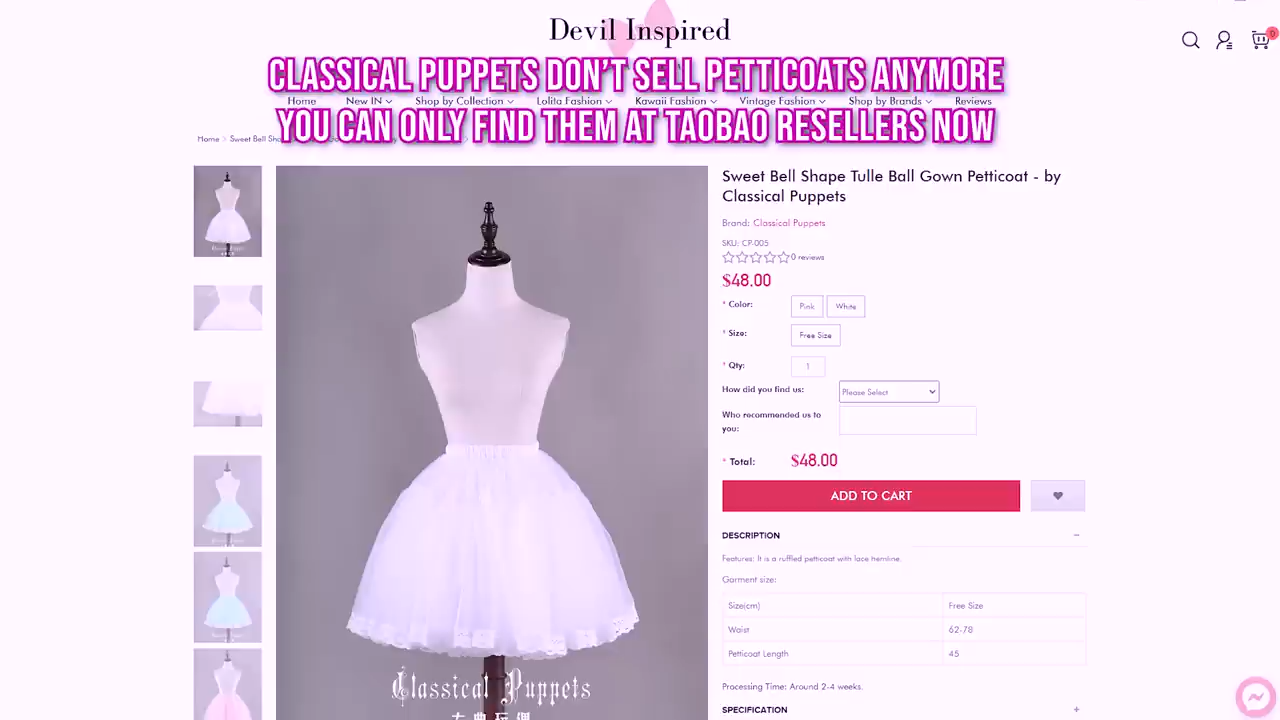 Devil Inspired
0
CLASSICAL PUPPETS DON'T SELL PETTICOATS ANYMORE
Home New IN Shop by Collection Lolita Fashion Kawaii Fashion Vintage Fashion Shop by Brands Reviews
YOU CAN ONLY FIND THEM AT TAOBAO RESELLERS NOW
Home > Sweet Bell
Sweet Bell Shape Tulle Ball Gown Petticoat - by
Classical Puppets
Brand: Classical Puppets
SKU: CP-005
0 reviews
$48.00
* Color: Pink White
* Size: Free Size
* Qty: 1
How did you find us: Please Select
Who recommended us to
you:
* Total: $48.00
ADD TO CART
DESCRIPTION −
Features: It is a ruffled petticoat with lace hemline.
Garment size:
Size(cm) Free Size
Waist 62-78
Petticoat Length 45
Processing Time: Around 2-4 weeks.
SPECIFICATION +
Classical Puppets